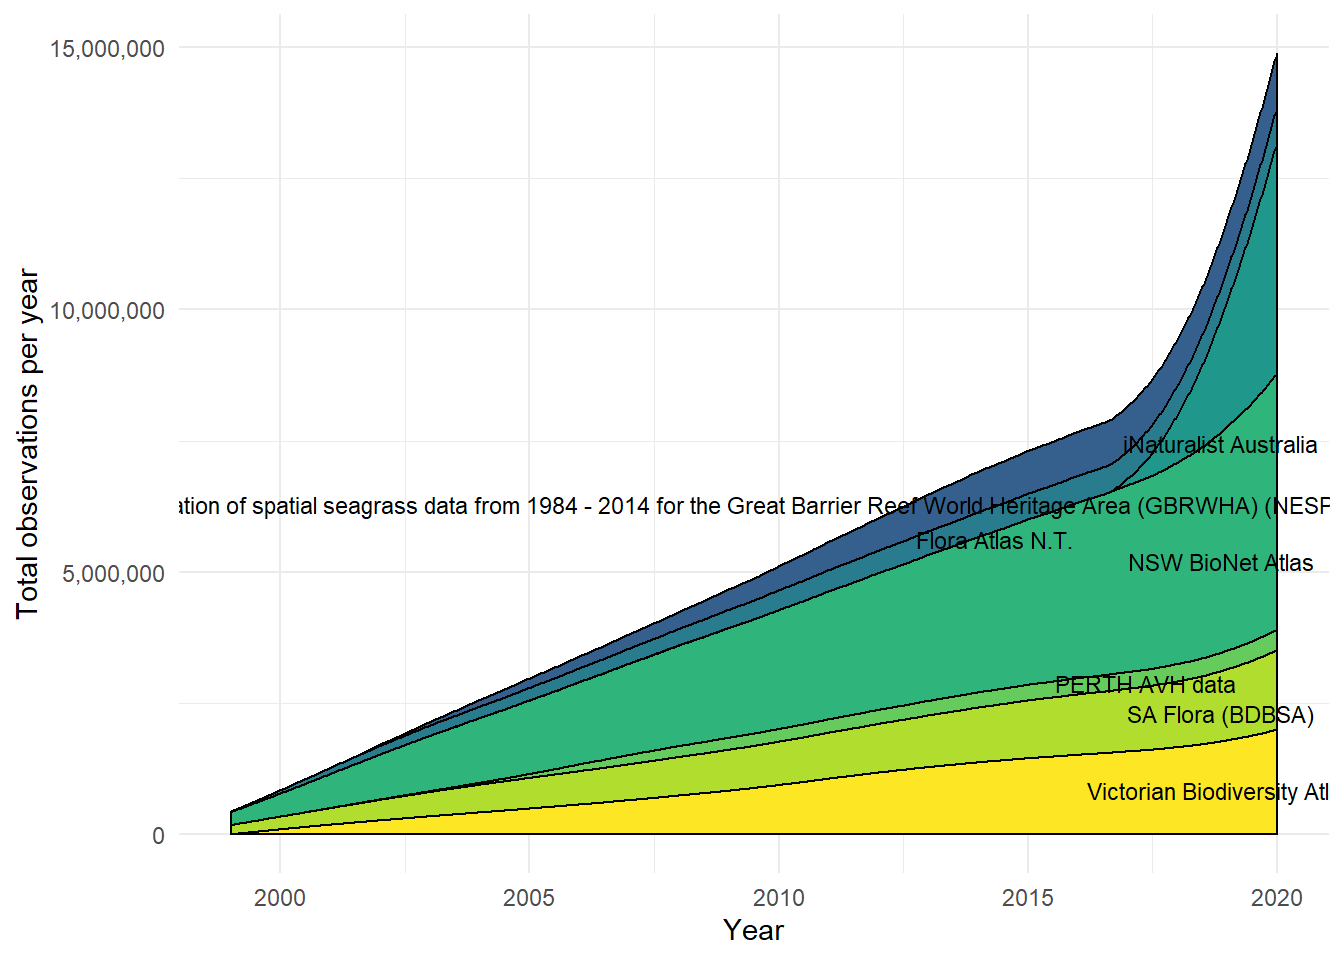 15,000,000
10,000,000
5,000,000
0
Total observations per year
iNaturalist Australia
ation of spatial seagrass data from 1984 - 2014 for the Great Barrier Reef World Heritage Area (GBRWHA) (NESP
Flora Atlas N.T.
NSW BioNet Atlas
PERTH AVH data
SA Flora (BDBSA)
Victorian Biodiversity Atl
2000
2005
2010
2015
2020
Year